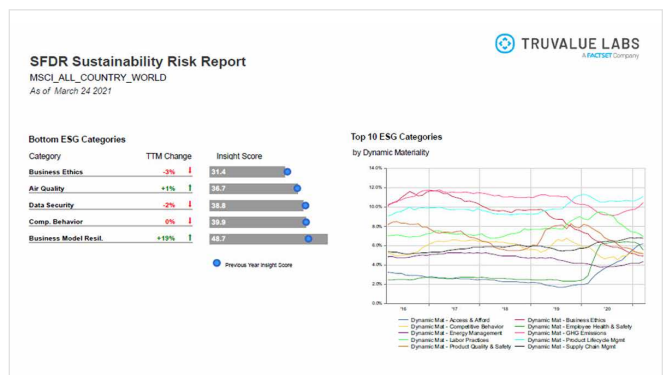 TRUVALUE LABS
A FACTSET Company
SFDR Sustainability Risk Report
MSCI_ALL_COUNTRY_WORLD
As of March 24 2021
Bottom ESG Categories
Category TTM Change Insight Score
Business Ethics -3% 31.4
Air Quality +1% 36.7
Data Security -2% 38.8
Comp. Behavior 0% 39.9
Business Model Resil. +19% 48.7
Previous Year Insight Score
Top 10 ESG Categories
by Dynamic Materiality
14.0%
12.0%
10.0%
8.0%
6.0%
4.0%
2.0%
0.0%
'16 '17 '18 '19 '20
Dynamic Mat - Access & Afford Dynamic Mat - Business Ethics
Dynamic Mat - Competitive Behavior Dynamic Mat - Employee Health & Safety
Dynamic Mat - Energy Management Dynamic Mat - GHG Emissions
Dynamic Mat - Labor Practices Dynamic Mat - Product Lifecycle Mgmt
Dynamic Mat - Product Quality & Safety Dynamic Mat - Supply Chain Mgmt